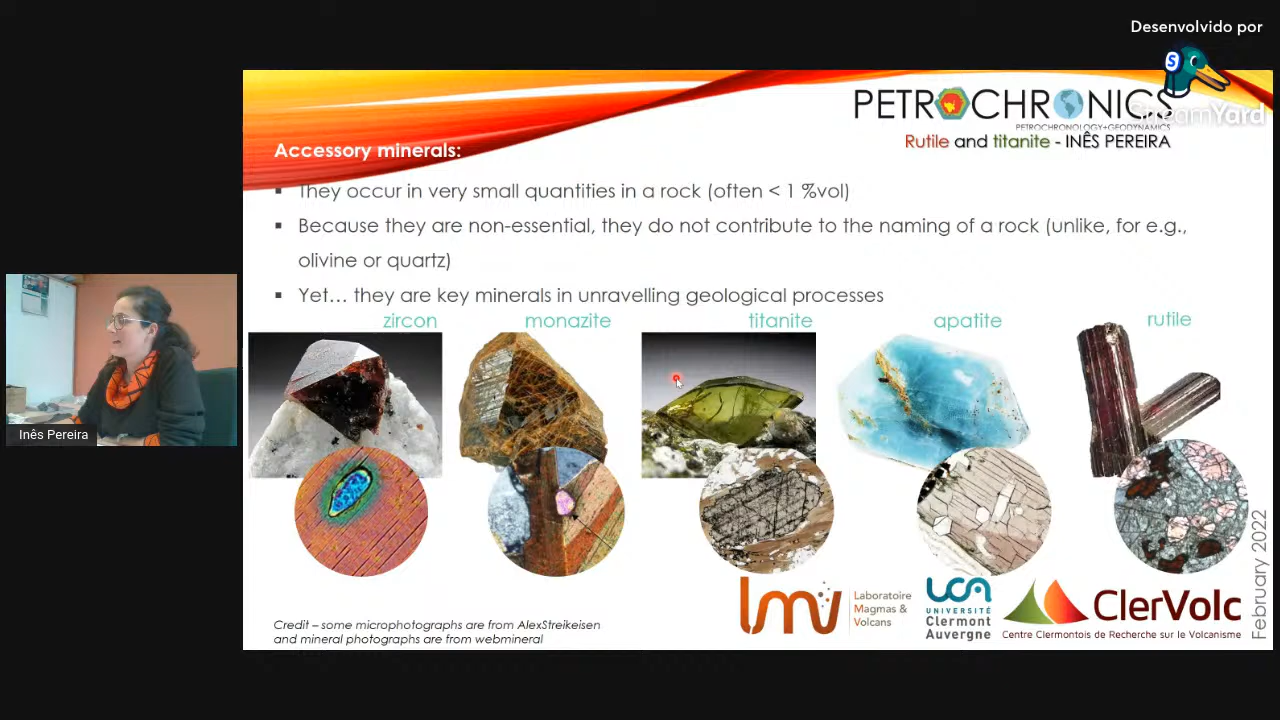 Desenvolvido por
StreamYard
PETROCHRONICS
PETROCHRONOLOGY+GEODYNAMICS
Rutile and titanite - INÊS PEREIRA
Accessory minerals:
▪ They occur in very small quantities in a rock (often < 1 %vol)
▪ Because they are non-essential, they do not contribute to the naming of a rock (unlike, for e.g.,
olivine or quartz)
▪ Yet... they are key minerals in unravelling geological processes
zircon monazite titanite apatite rutile
Inês Pereira
Credit – some microphotographs are from AlexStreikeisen
and mineral photographs are from webmineral
lmv
Laboratoire
Magmas &
Volcans
UCA
UNIVERSITÉ
Clermont
Auvergne
ClerVolc
Centre Clermontois de Recherche sur le Volcanisme
February 2022